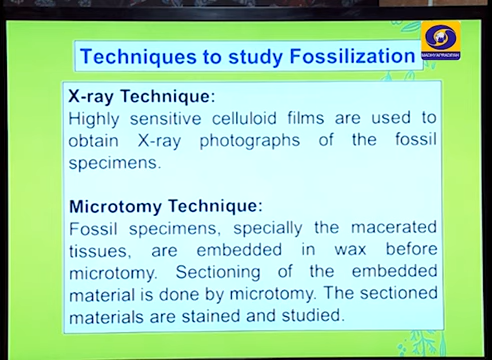 Techniques to study Fossilization
MADHYA PRADESH
X-ray Technique:
Highly sensitive celluloid films are used to
obtain X-ray photographs of the fossil
specimens.
Microtomy Technique:
Fossil specimens, specially the macerated
tissues, are embedded in wax before
microtomy. Sectioning of the embedded
material is done by microtomy. The sectioned
materials are stained and studied.